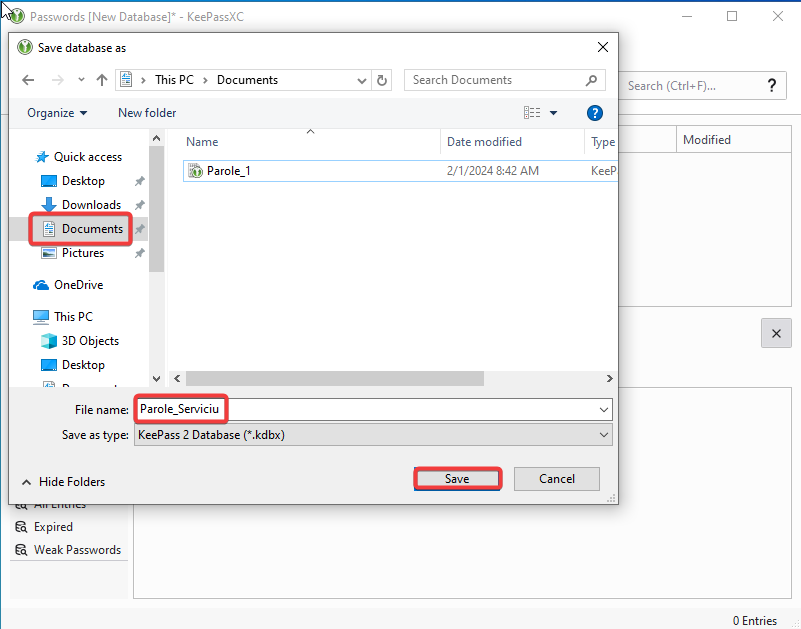 Passwords [New Database]* - KeePassXC
Save database as
This PC > Documents
Search Documents
Search (Ctrl+F)...
?
Organize
New folder
?
Name
Date modified
Type
Modified
Quick access
Parole_1
2/1/2024 8:42 AM
KeeP
Desktop
Downloads
Documents
Pictures
OneDrive
This PC
3D Objects
Desktop
File name:
Parole_Serviciu
Save as type:
KeePass 2 Database (*.kdbx)
Hide Folders
Save
Cancel
All Entries
Expired
Weak Passwords
0 Entries